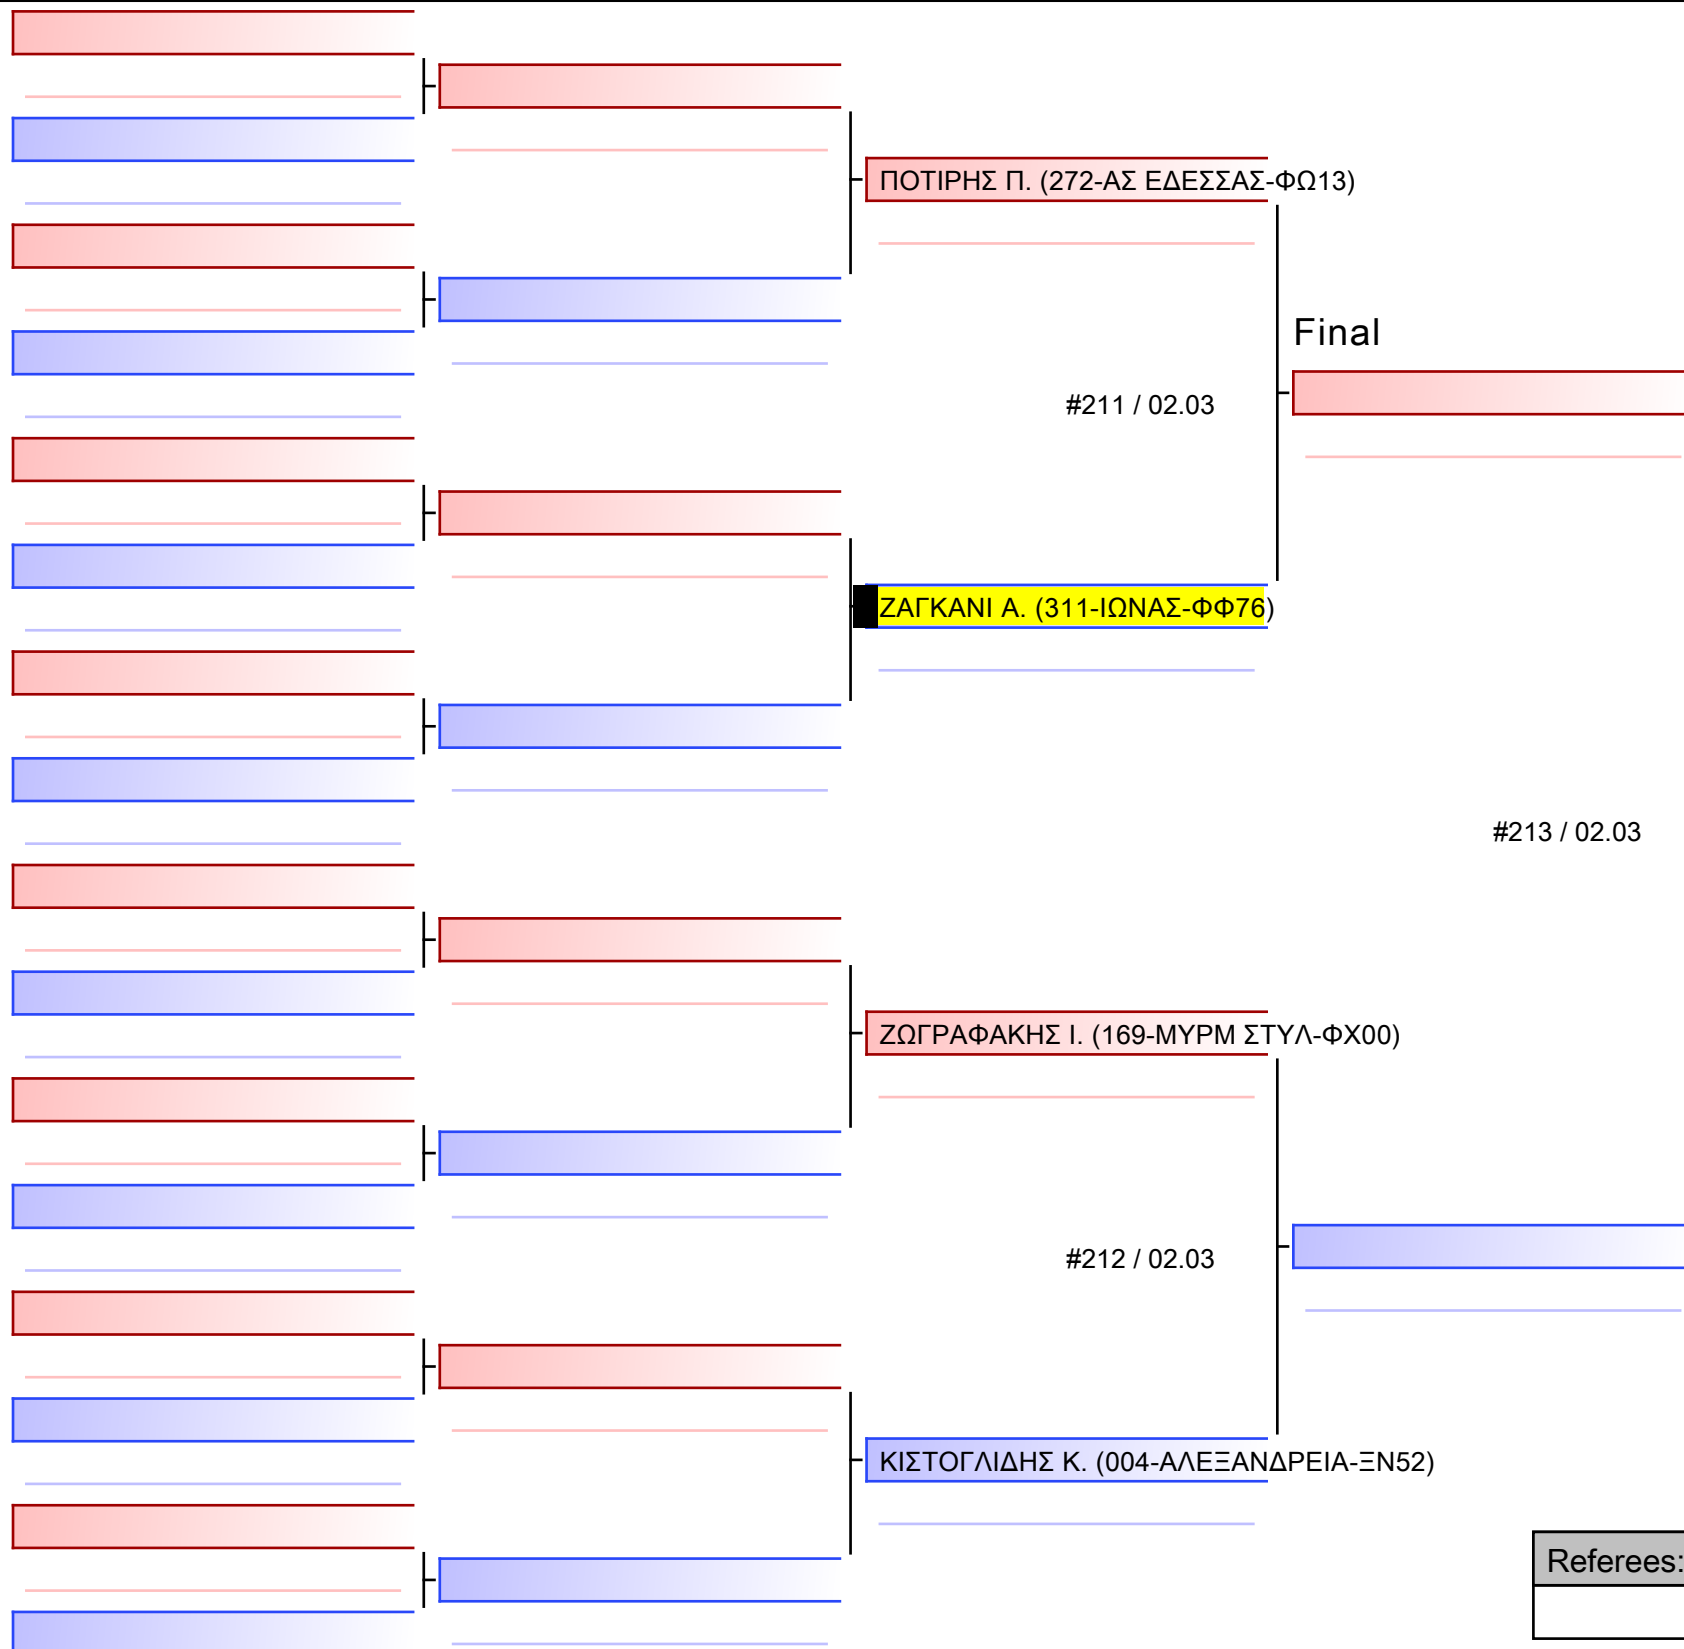 ΠΟΤΙΡΗΣ Π. (272-ΑΣ ΕΔΕΣΣΑΣ-ΦΩ13)
Final
#211 / 02.03
ΖΑΓΚΑΝΙ Α. (311-ΙΩΝΑΣ-ΦΦ76)
#213 / 02.03
ΖΩΓΡΑΦΑΚΗΣ Ι. (169-ΜΥΡΜ ΣΤΥΛ-ΦΧ00)
#212 / 02.03
ΚΙΣΤΟΓΛΙΔΗΣ Κ. (004-ΑΛΕΞΑΝΔΡΕΙΑ-ΞΝ52)
Referees: